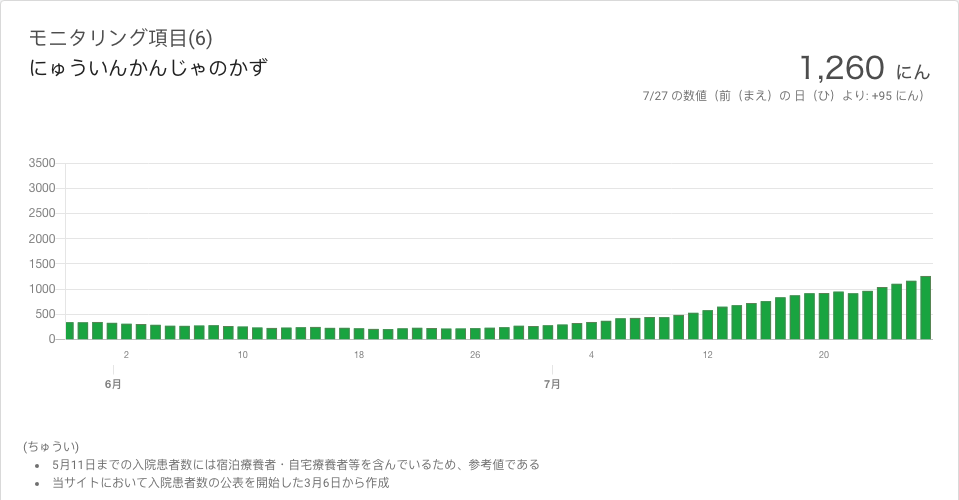 モニタリング項目(6)
にゅういんかんじゃのかず
1,260 にん
7/27 の数値（前（まえ）の 日（ひ）より: +95 にん）
3500
3000
2500
2000
1500
1000
500
0
2 10 18 26 4 12 20
6月 7月
(ちゅうい)
• 5月11日までの入院患者数には宿泊療養者・自宅療養者等を含んでいるため、参考値である
• 当サイトにおいて入院患者数の公表を開始した3月6日から作成